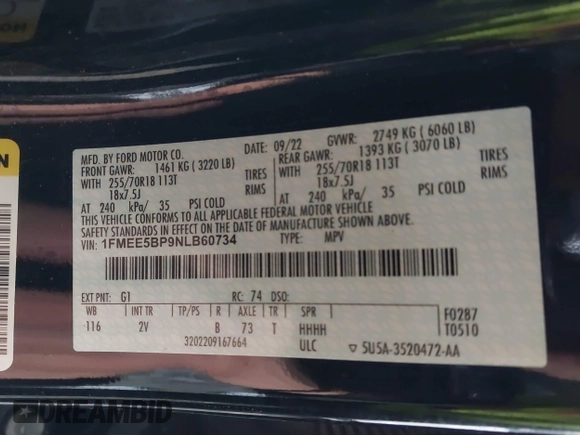 MFD. BY FORD MOTOR CO.
DATE: 09/22 GVWR: 2749 KG ( 6060 LB)
FRONT GAWR: 1461 KG ( 3220 LB)
REAR GAWR: 1393 KG ( 3070 LB)
WITH 255/70R18 113T TIRES
WITH 255/70R18 113T TIRES
18x7.5J RIMS
18x7.5J RIMS
AT 240 kPa/ 35 PSI COLD
AT 240 kPa/ 35 PSI COLD
THIS VEHICLE CONFORMS TO ALL APPLICABLE FEDERAL MOTOR VEHICLE
SAFETY STANDARDS IN EFFECT ON THE DATE OF MANUFACTURE SHOWN ABOVE.
VIN: 1FMEE5BP9NLB60734
TYPE: MPV
EXT PNT: G1 RC: 74 DSO:
WB INT TR TP/PS R AXLE TR SPR
116 2V B 73 T HHHH
F0287
T0510
3202209167664
ULC 5U5A-3520472-AA
DREAMBID